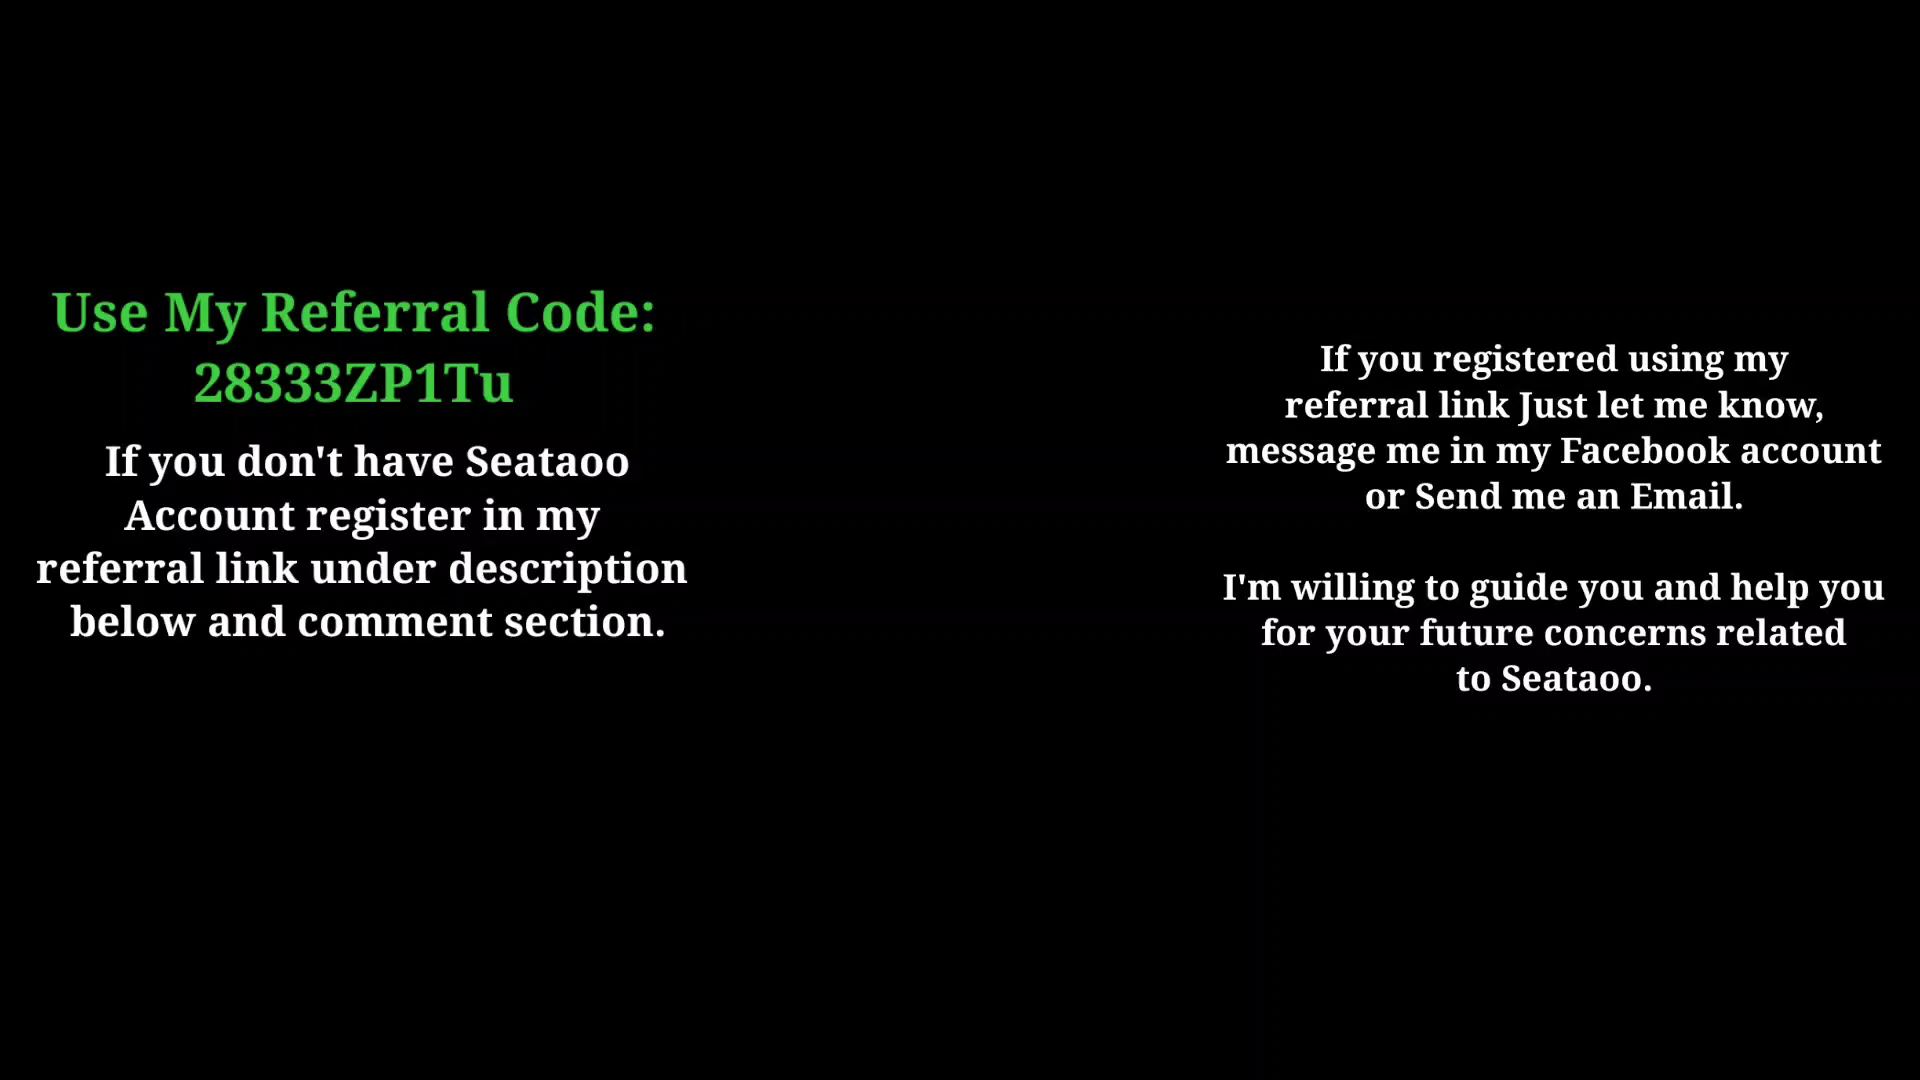 Use My Referral Code:
28333ZP1Tu
If you don't have Seataoo
Account register in my
referral link under description
below and comment section.
If you registered using my
referral link Just let me know,
message me in my Facebook account
or Send me an Email.
I'm willing to guide you and help you
for your future concerns related
to Seataoo.